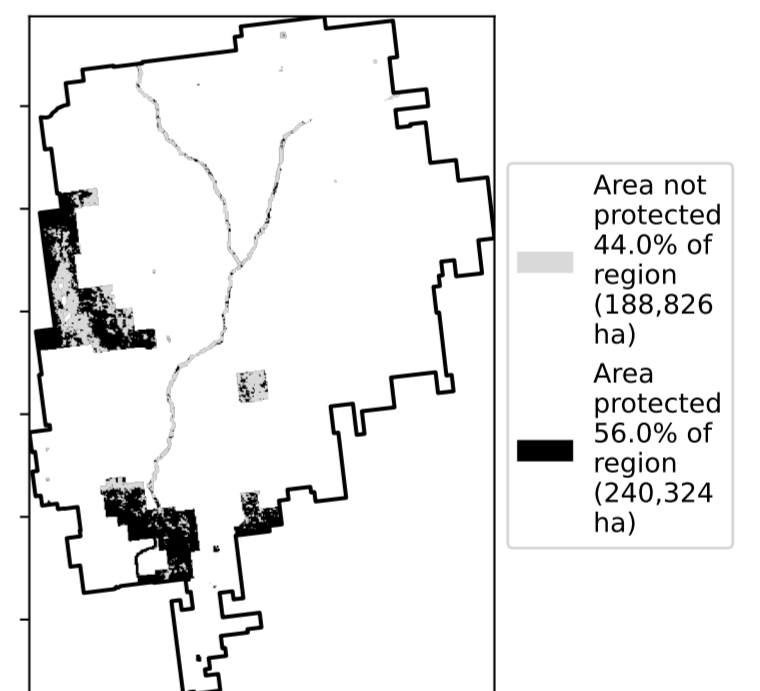 Area not
protected
44.0% of
region
(188,826
ha)
Area
protected
56.0% of
region
(240,324
ha)